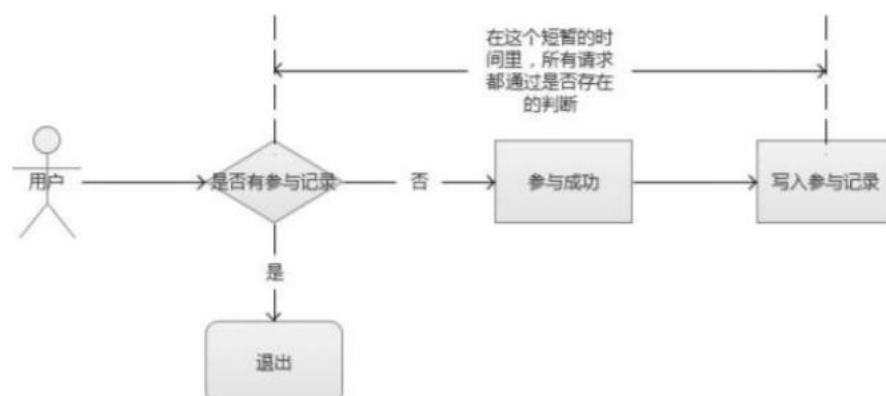 在这个短暂的时
间里，所有请求
都通过是否存在
的判断
用户
是否有参与记录
否
参与成功
写入参与记录
是
退出